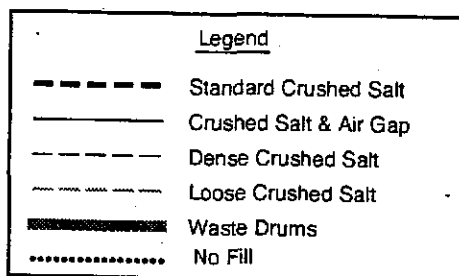 Legend
Standard Crushed Salt
Crushed Salt & Air Gap
Dense Crushed Salt
Loose Crushed Salt
Waste Drums
No Fill